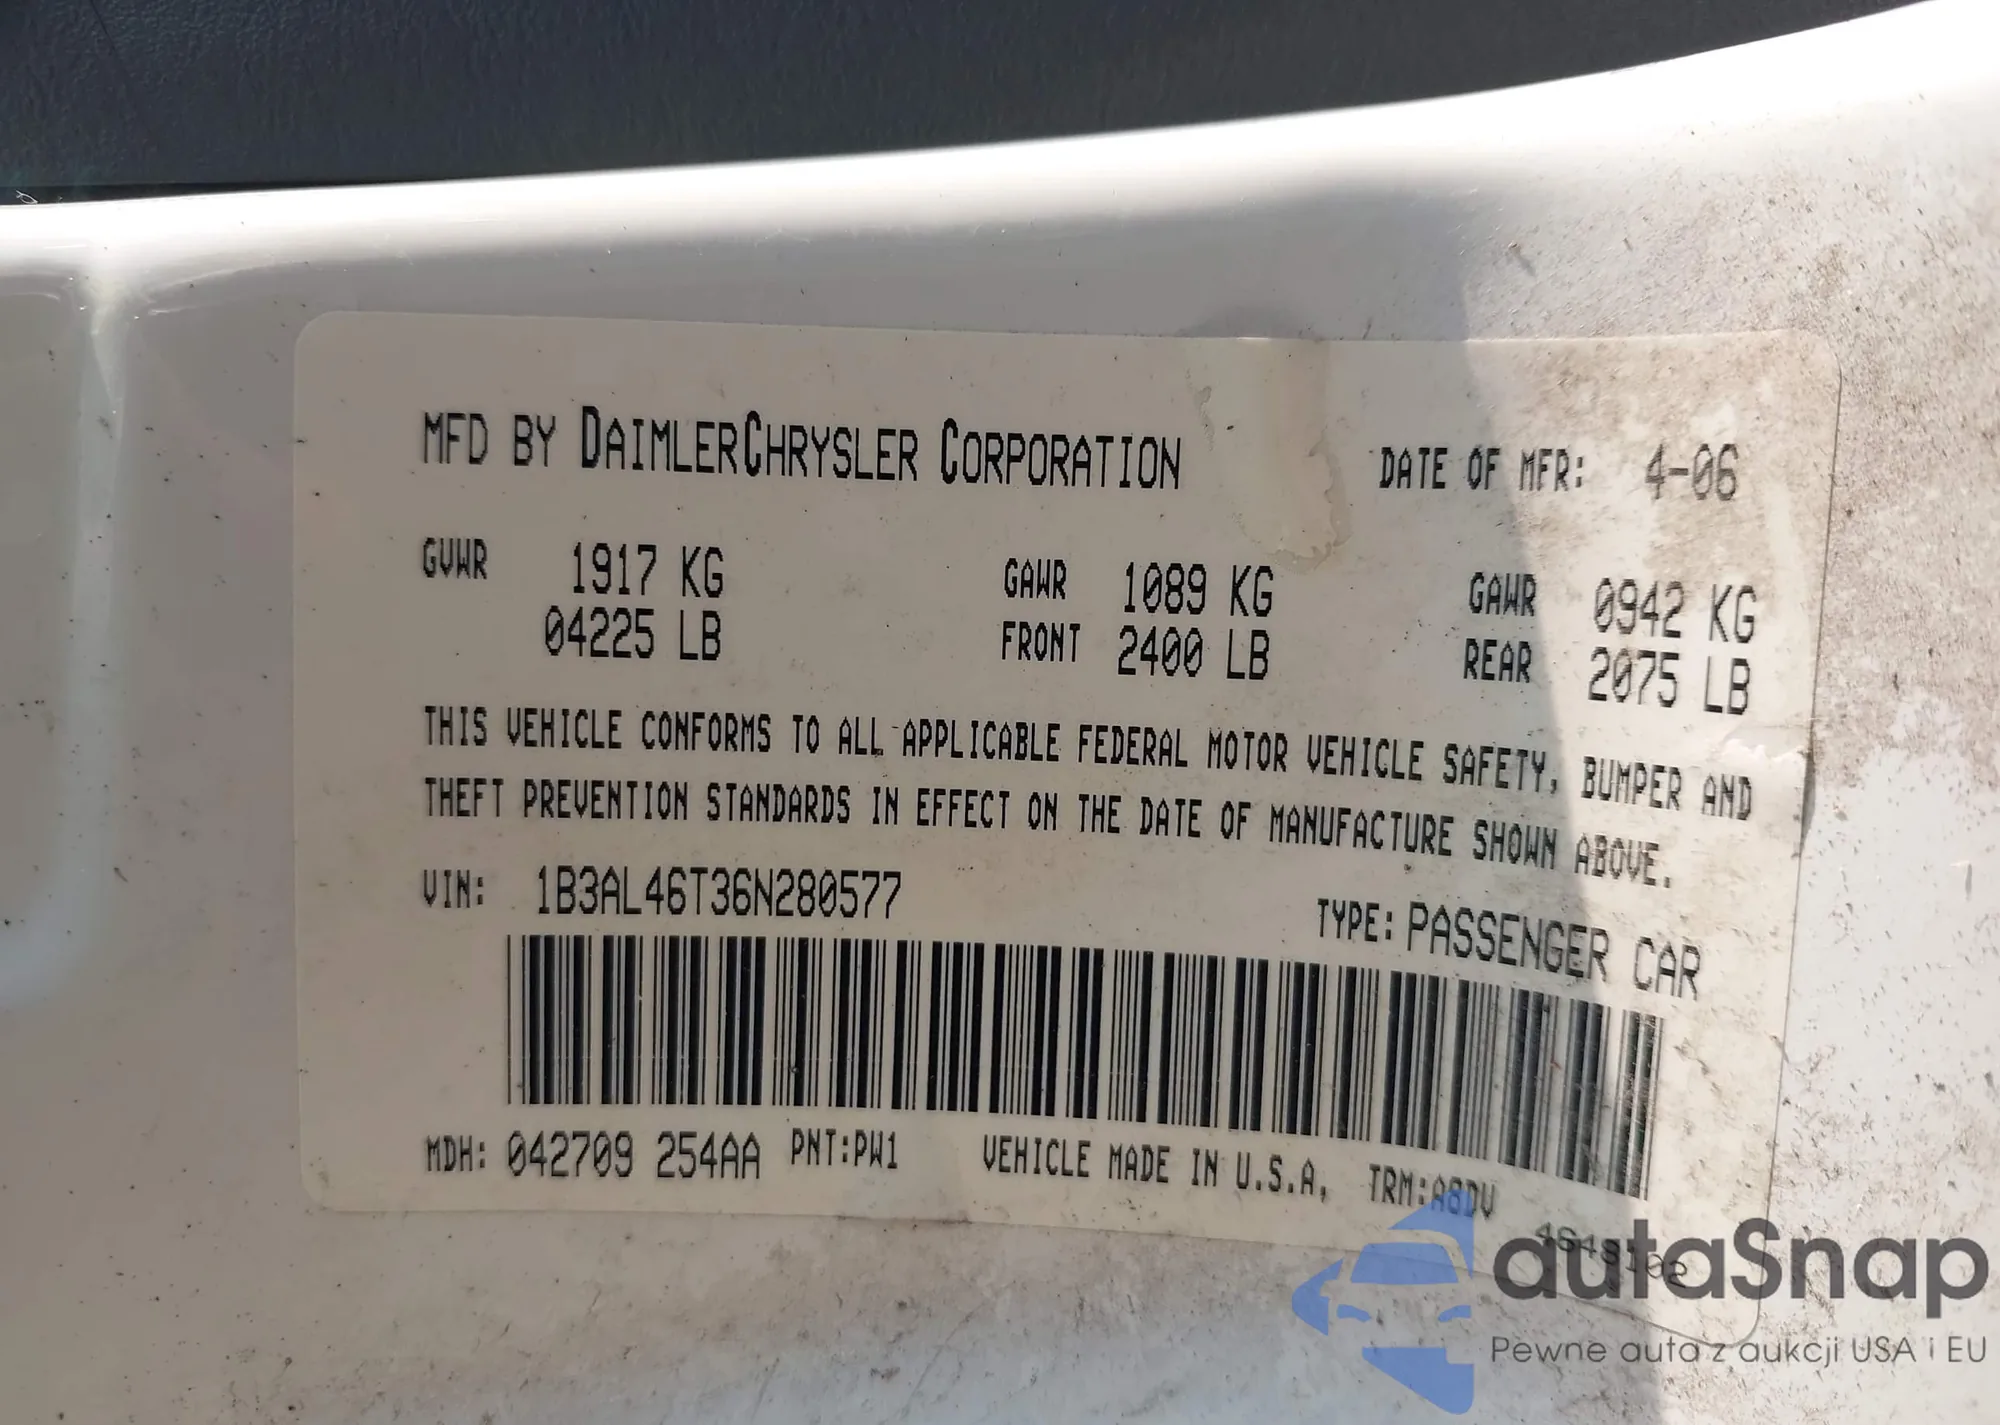 MFD BY DAIMLERCHRYSLER CORPORATION DATE OF MFR: 4-06
GVWR 1917 KG GAWR 1089 KG GAWR 0942 KG
04225 LB FRONT 2400 LB REAR 2075 LB
THIS VEHICLE CONFORMS TO ALL APPLICABLE FEDERAL MOTOR VEHICLE SAFETY, BUMPER AND
THEFT PREVENTION STANDARDS IN EFFECT ON THE DATE OF MANUFACTURE SHOWN ABOVE.
VIN: 1B3AL46T36N280577 TYPE: PASSENGER CAR
MDH: 042709 254AA PNT:PW1 VEHICLE MADE IN U.S.A. TRM:A8DV
autaSnap
Pewne auta z aukcji USA i EU